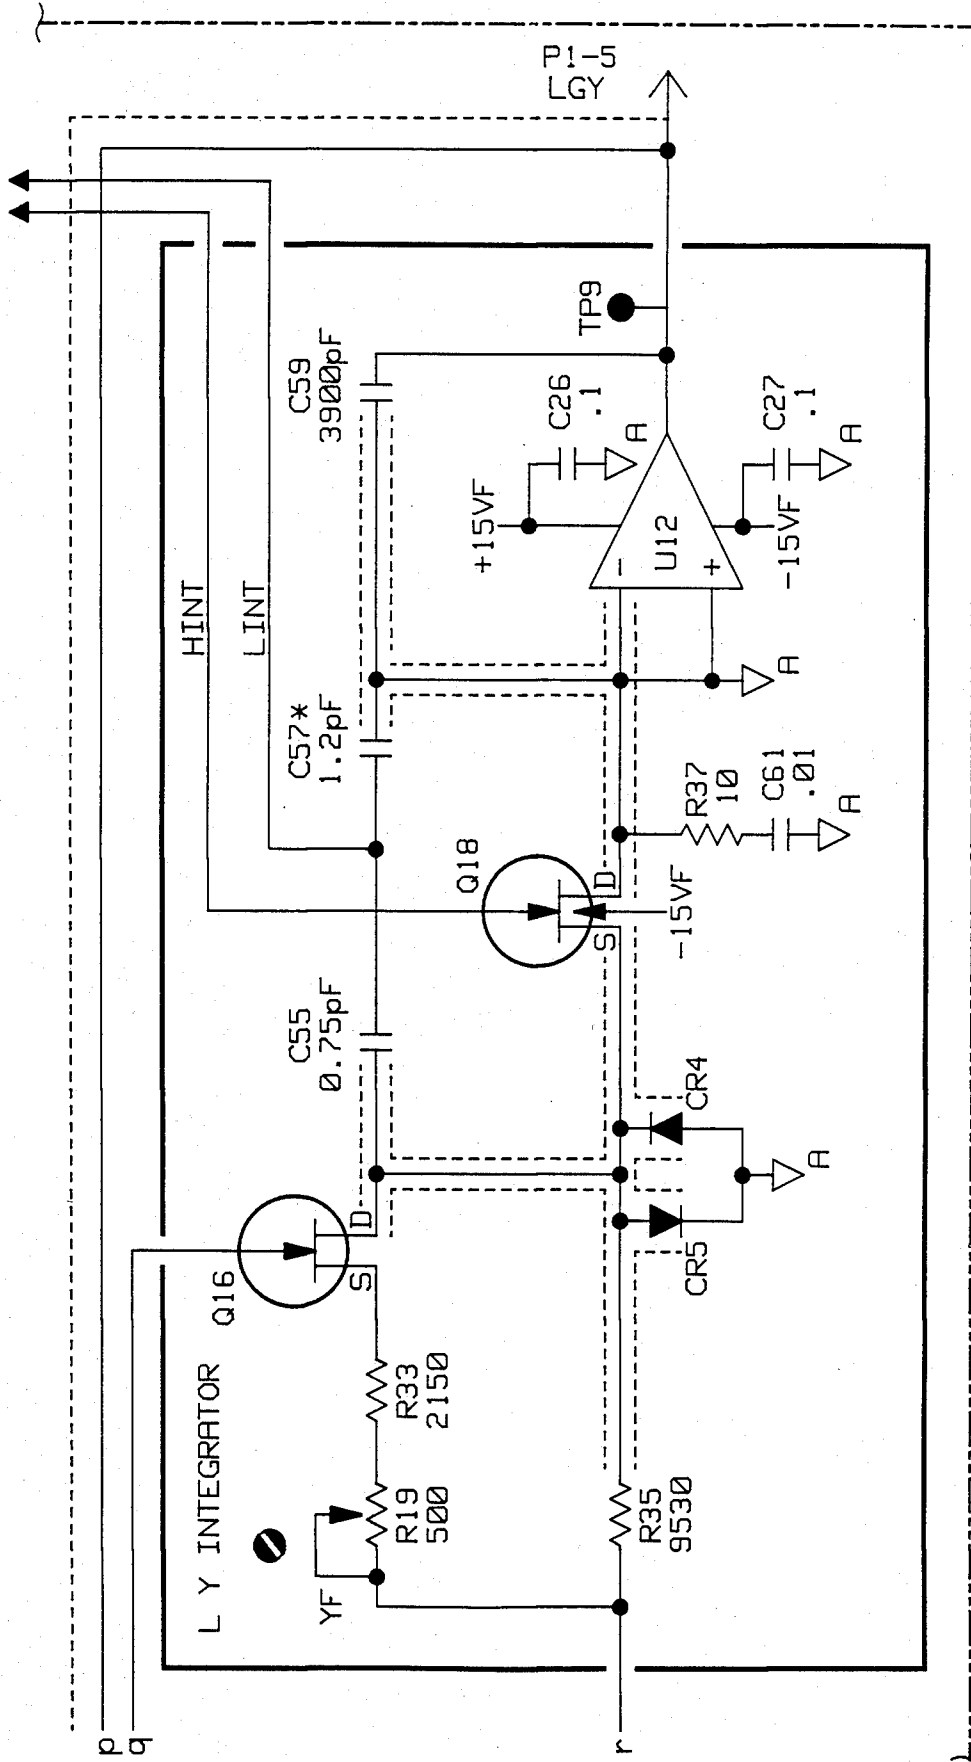 P1-5
LGY
TP9
C59
3900pF
C26
.1
A
C27
.1
A
+15VF
U12
-
+
-15VF
A
HINT
LINT
C57*
1.2pF
R37
10
C61
.01
A
Q18
D
S
-15VF
C55
0.75pF
CR4
CR5
A
Q16
D
S
R33
2150
L Y INTEGRATOR
R19
500
YF
R35
9530
p
q
r